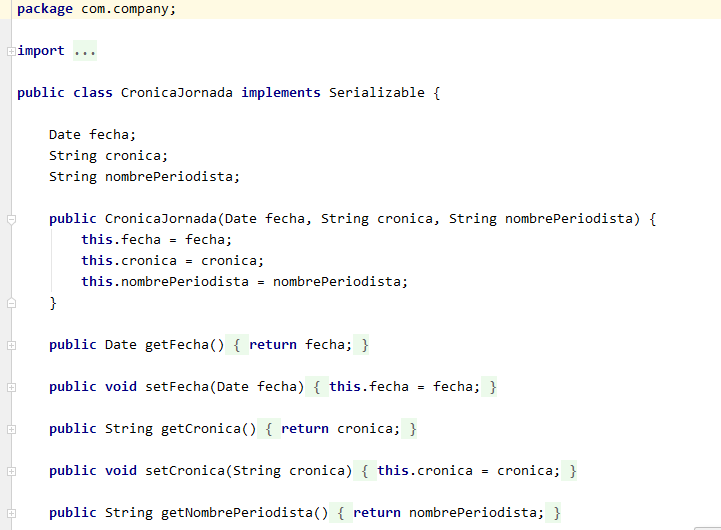 package com.company;
import ...
public class CronicaJornada implements Serializable {
Date fecha;
String cronica;
String nombrePeriodista;
public CronicaJornada(Date fecha, String cronica, String nombrePeriodista) {
this.fecha = fecha;
this.cronica = cronica;
this.nombrePeriodista = nombrePeriodista;
}
public Date getFecha() { return fecha; }
public void setFecha(Date fecha) { this.fecha = fecha; }
public String getCronica() { return cronica; }
public void setCronica(String cronica) { this.cronica = cronica; }
public String getNombrePeriodista() { return nombrePeriodista; }